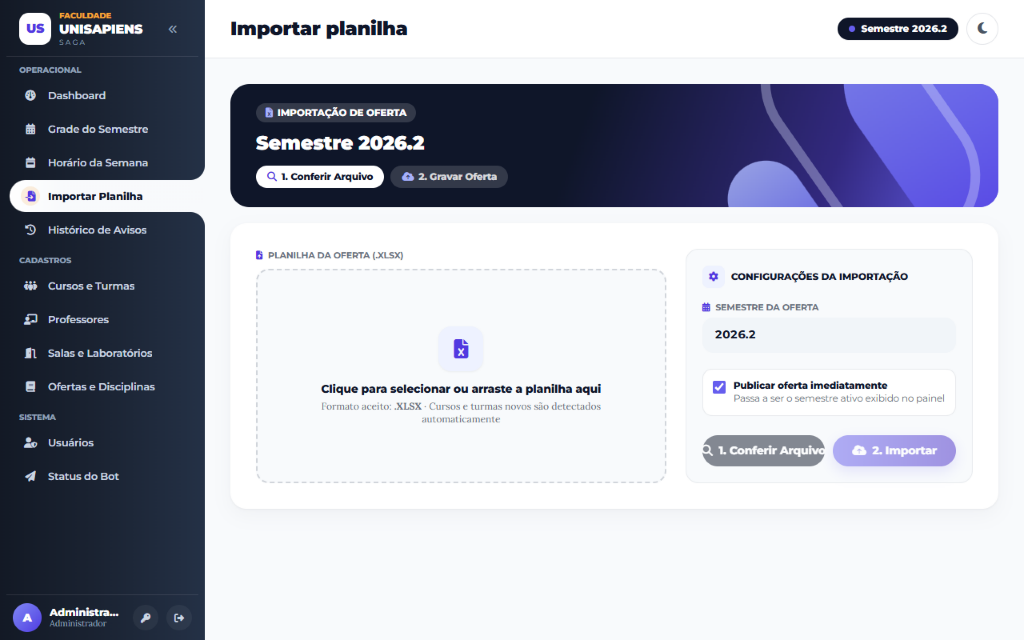 US
FACULDADE
UNISAPIENS
SAGA
OPERACIONAL
Dashboard
Grade do Semestre
Horário da Semana
Importar Planilha
Histórico de Avisos
CADASTROS
Cursos e Turmas
Professores
Salas e Laboratórios
Ofertas e Disciplinas
SISTEMA
Usuários
Status do Bot
A
Administra...
Administrador
Importar planilha
Semestre 2026.2
IMPORTAÇÃO DE OFERTA
Semestre 2026.2
1. Conferir Arquivo
2. Gravar Oferta
PLANILHA DA OFERTA (.XLSX)
Clique para selecionar ou arraste a planilha aqui
Formato aceito: .XLSX · Cursos e turmas novos são detectados
automaticamente
CONFIGURAÇÕES DA IMPORTAÇÃO
SEMESTRE DA OFERTA
2026.2
Publicar oferta imediatamente
Passa a ser o semestre ativo exibido no painel
1. Conferir Arquivo
2. Importar